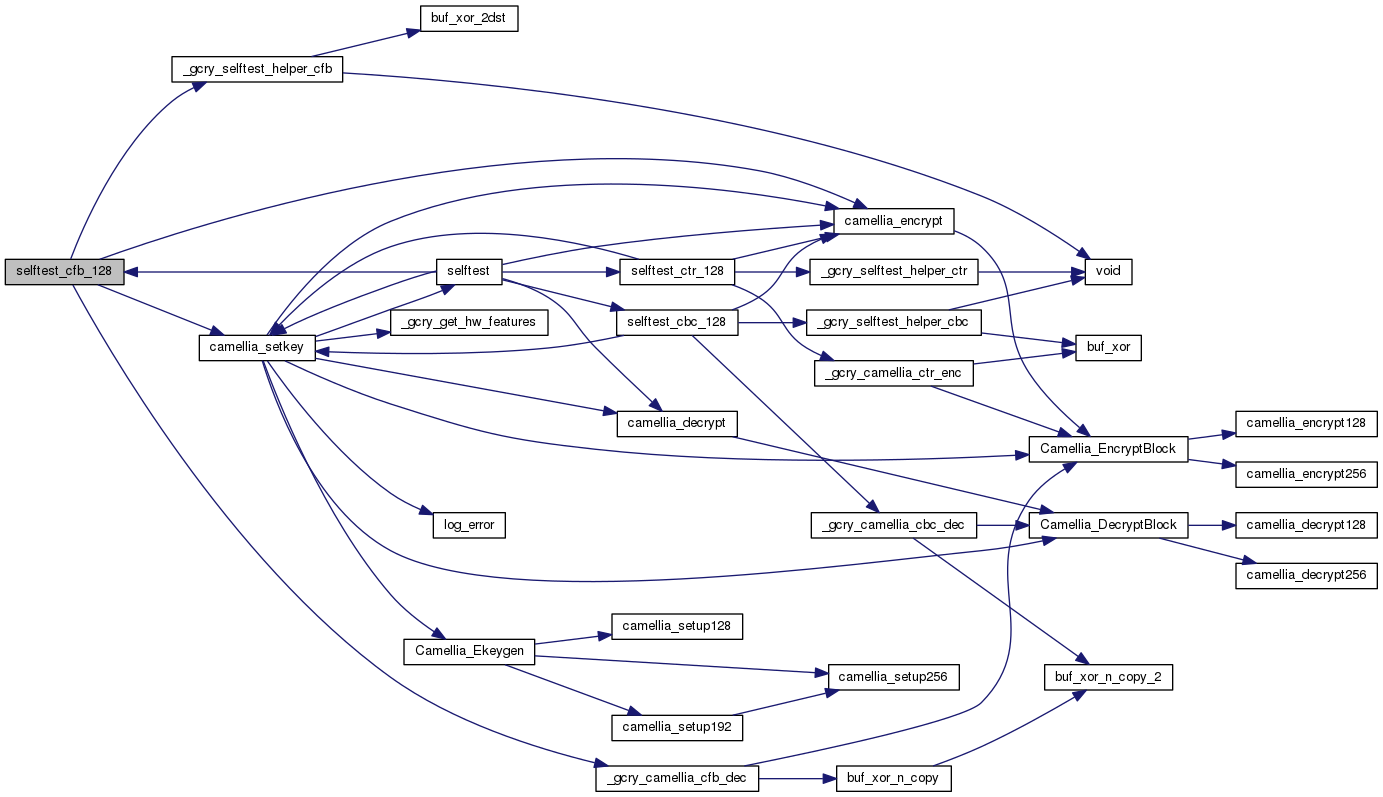 buf_xor_2dst
_gcry_selftest_helper_cfb
camellia_encrypt
selftest_cfb_128
selftest
selftest_ctr_128
_gcry_selftest_helper_ctr
void
_gcry_get_hw_features
selftest_cbc_128
_gcry_selftest_helper_cbc
camellia_setkey
buf_xor
_gcry_camellia_ctr_enc
camellia_decrypt
camellia_encrypt128
Camellia_EncryptBlock
camellia_encrypt256
log_error
_gcry_camellia_cbc_dec
Camellia_DecryptBlock
camellia_decrypt128
camellia_decrypt256
camellia_setup128
Camellia_Ekeygen
camellia_setup256
buf_xor_n_copy_2
camellia_setup192
_gcry_camellia_cfb_dec
buf_xor_n_copy